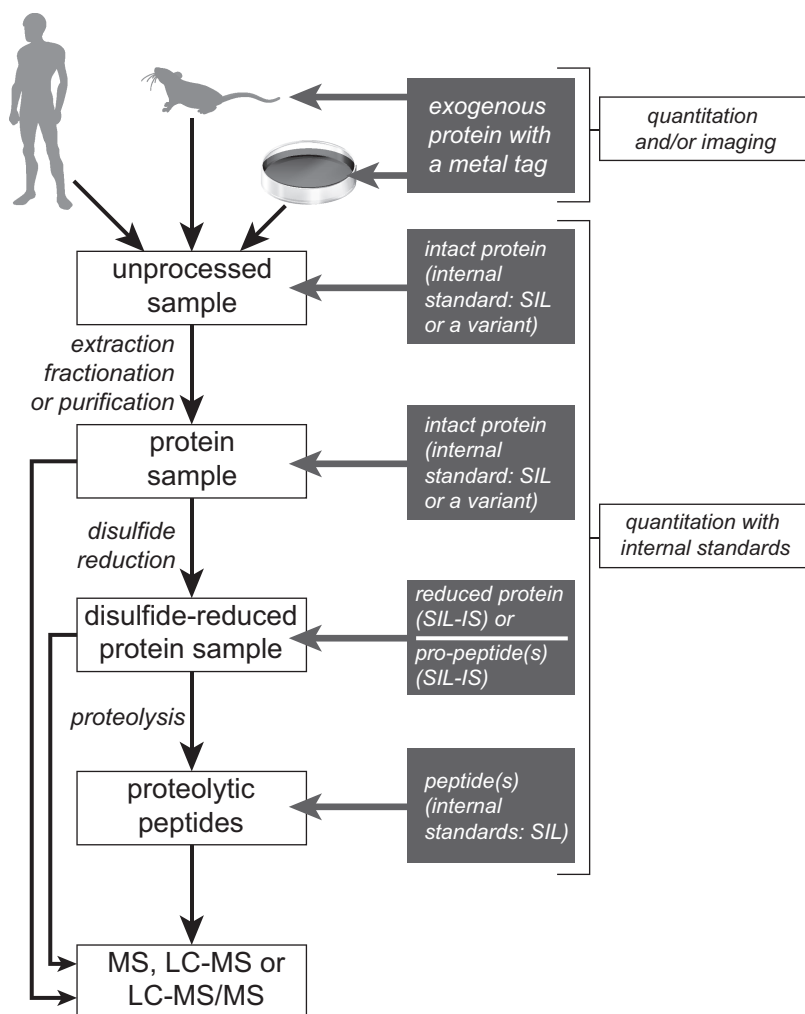 exogenous
protein with
a metal tag
quantitation
and/or imaging
unprocessed
sample
intact protein
(internal
standard: SIL
or a variant)
extraction
fractionation
or purification
protein
sample
intact protein
(internal
standard: SIL
or a variant)
quantitation with
internal standards
disulfide
reduction
disulfide-reduced
protein sample
reduced protein
(SIL-IS) or
pro-peptide(s)
(SIL-IS)
proteolysis
proteolytic
peptides
peptide(s)
(internal
standards: SIL)
MS, LC-MS or
LC-MS/MS